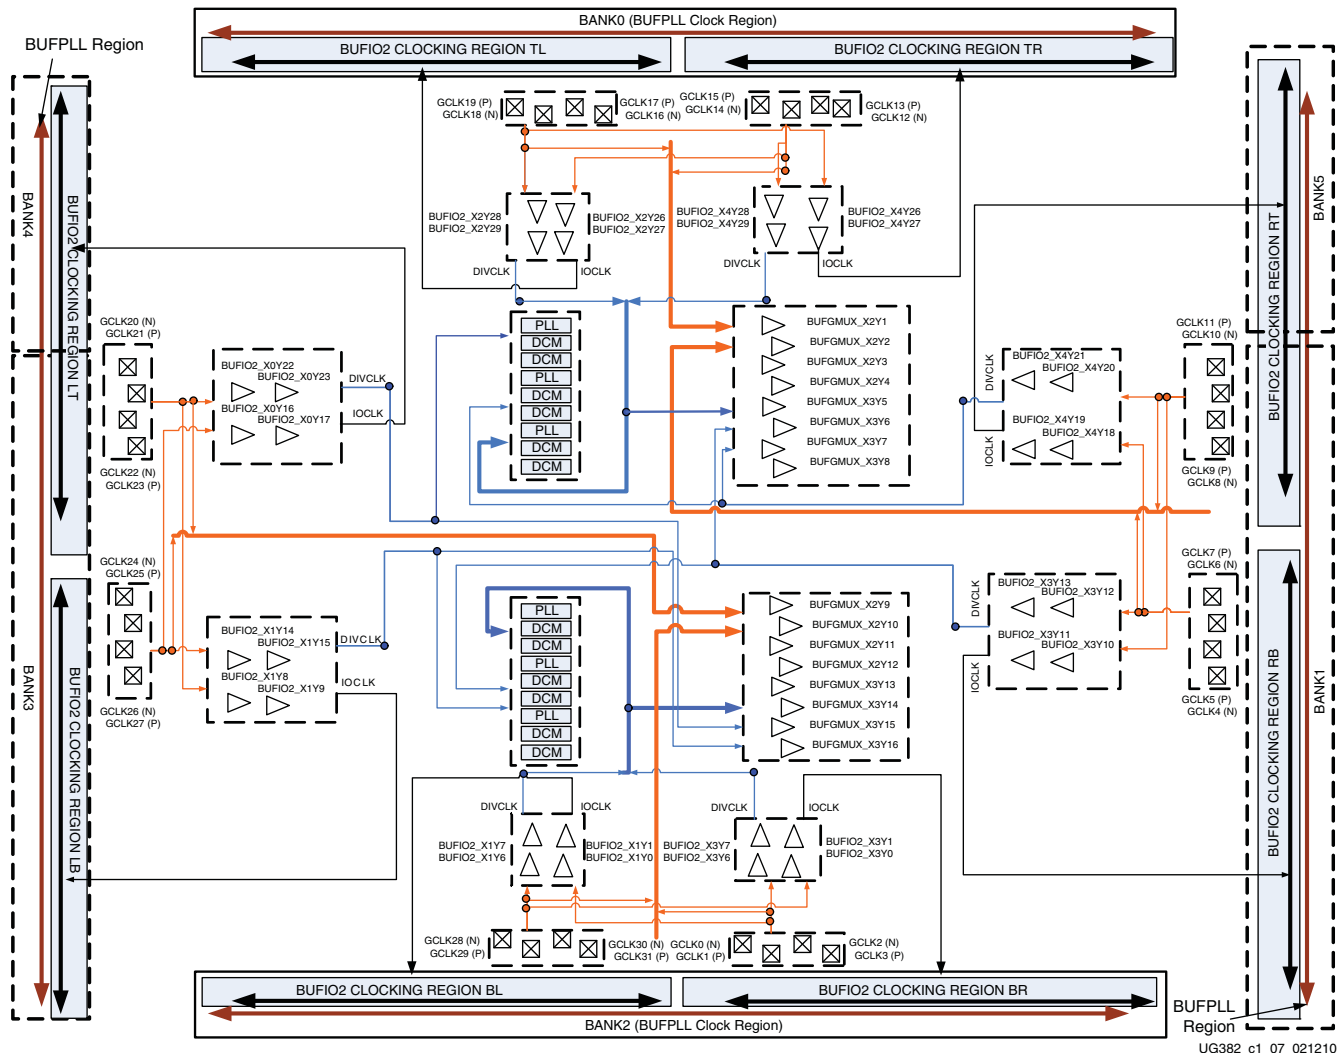 BANK0 (BUFPLL Clock Region)
BUFPLL Region
BUFIO2 CLOCKING REGION TL
BUFIO2 CLOCKING REGION TR
GCLK19 (P)
GCLK18 (N)
GCLK17 (P)
GCLK16 (N)
GCLK15 (P)
GCLK14 (N)
GCLK13 (P)
GCLK12 (N)
BANK4
BUFIO2 CLOCKING REGION LT
BUFIO2 CLOCKING REGION RT
BANK5
BUFIO2_X2Y28
BUFIO2_X2Y29
BUFIO2_X2Y26
BUFIO2_X2Y27
BUFIO2_X4Y28
BUFIO2_X4Y29
BUFIO2_X4Y26
BUFIO2_X4Y27
DIVCLK
IOCLK
DIVCLK
IOCLK
PLL
DCM
DCM
PLL
DCM
DCM
PLL
DCM
DCM
BUFGMUX_X2Y1
BUFGMUX_X2Y2
BUFGMUX_X2Y3
BUFGMUX_X2Y4
BUFGMUX_X3Y5
BUFGMUX_X3Y6
BUFGMUX_X3Y7
BUFGMUX_X3Y8
GCLK20 (N)
GCLK21 (P)
BUFIO2_X0Y22
BUFIO2_X0Y23
BUFIO2_X0Y16
BUFIO2_X0Y17
DIVCLK
IOCLK
GCLK22 (N)
GCLK23 (P)
GCLK11 (P)
GCLK10 (N)
DIVCLK
BUFIO2_X4Y21
BUFIO2_X4Y20
BUFIO2_X4Y19
BUFIO2_X4Y18
IOCLK
GCLK9 (P)
GCLK8 (N)
GCLK24 (N)
GCLK25 (P)
BUFIO2_X1Y14
BUFIO2_X1Y15
BUFIO2_X1Y8
BUFIO2_X1Y9
DIVCLK
IOCLK
GCLK26 (N)
GCLK27 (P)
BANK3
BUFIO2 CLOCKING REGION LB
GCLK7 (P)
GCLK6 (N)
DIVCLK
BUFIO2_X3Y13
BUFIO2_X3Y12
BUFIO2_X3Y11
BUFIO2_X3Y10
IOCLK
GCLK5 (P)
GCLK4 (N)
BUFIO2 CLOCKING REGION RB
BANK1
PLL
DCM
DCM
PLL
DCM
DCM
PLL
DCM
DCM
BUFGMUX_X2Y9
BUFGMUX_X2Y10
BUFGMUX_X2Y11
BUFGMUX_X2Y12
BUFGMUX_X3Y13
BUFGMUX_X3Y14
BUFGMUX_X3Y15
BUFGMUX_X3Y16
DIVCLK
IOCLK
DIVCLK
IOCLK
BUFIO2_X1Y7
BUFIO2_X1Y6
BUFIO2_X1Y1
BUFIO2_X1Y0
BUFIO2_X3Y7
BUFIO2_X3Y6
BUFIO2_X3Y1
BUFIO2_X3Y0
GCLK28 (N)
GCLK29 (P)
GCLK30 (N)
GCLK31 (P)
GCLK0 (N)
GCLK1 (P)
GCLK2 (N)
GCLK3 (P)
BUFIO2 CLOCKING REGION BL
BUFIO2 CLOCKING REGION BR
BANK2 (BUFPLL Clock Region)
BUFPLL
Region
UG382_c1_07_021210